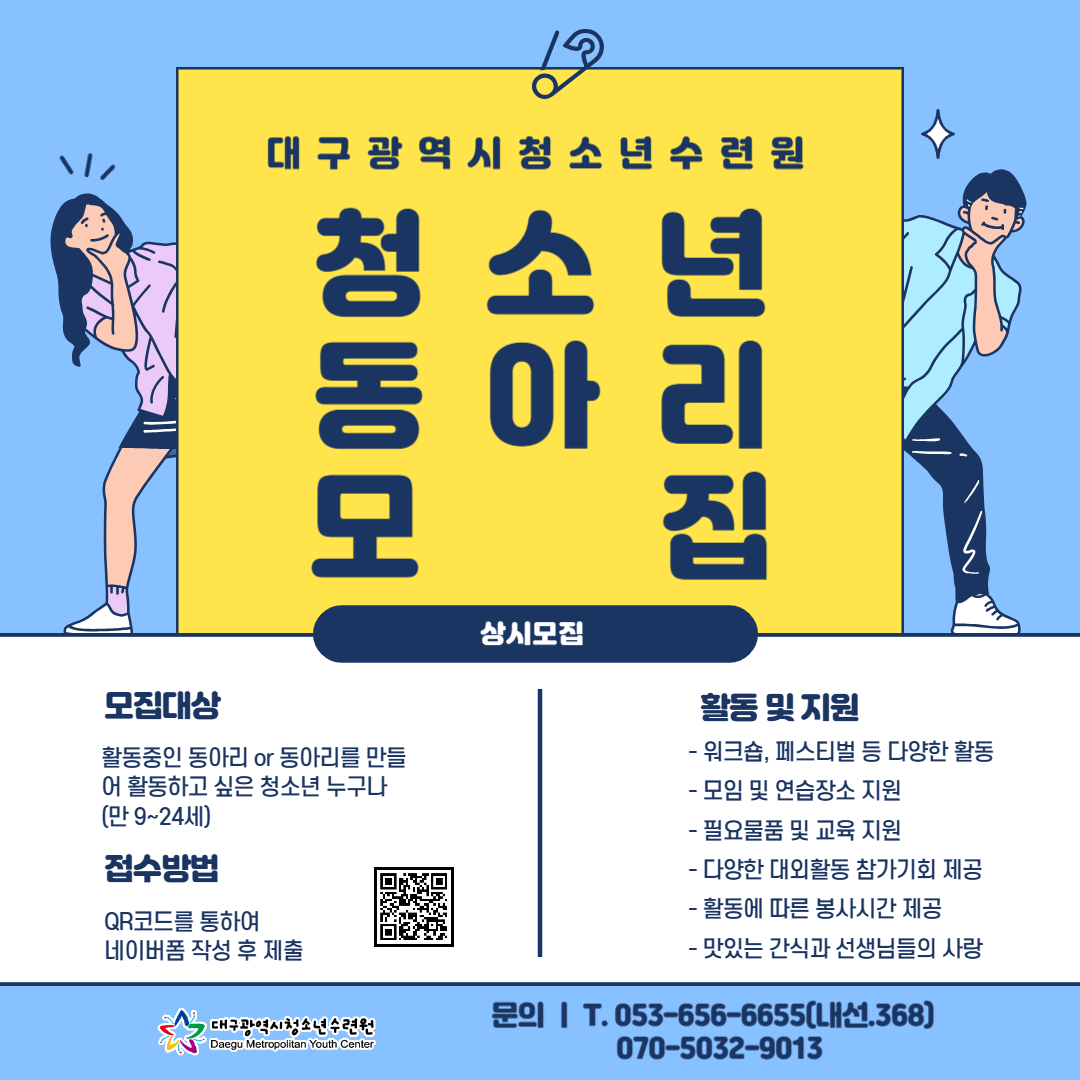 대구광역시청소년수련원
청소년
동아리
모집
상시모집
모집대상
활동중인 동아리 or 동아리를 만들
어 활동하고 싶은 청소년 누구나
(만 9~24세)
접수방법
QR코드를 통하여
네이버폼 작성 후 제출
활동 및 지원
- 워크숍, 페스티벌 등 다양한 활동
- 모임 및 연습장소 지원
- 필요물품 및 교육 지원
- 다양한 대외활동 참가기회 제공
- 활동에 따른 봉사시간 제공
- 맛있는 간식과 선생님들의 사랑
대구광역시청소년수련원
Daegu Metropolitan Youth Center
문의 ㅣ T. 053-656-6655(내선.368)
070-5032-9013